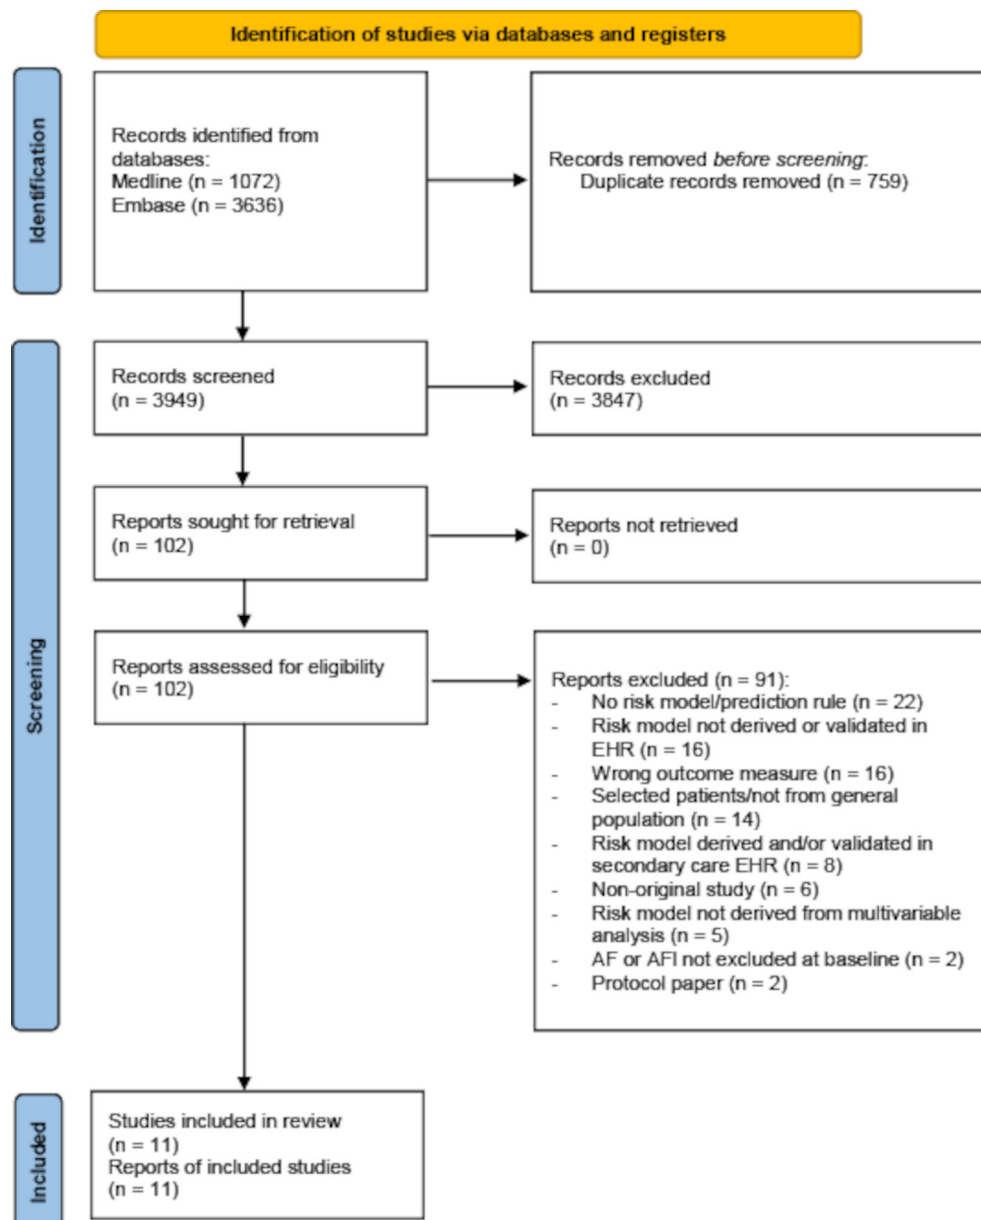 Identification of studies via databases and registers
Identification
Records identified from
databases:
Medline (n = 1072)
Embase (n = 3636)
Records removed before screening:
Duplicate records removed (n = 759)
Screening
Records screened
(n = 3949)
Records excluded
(n = 3847)
Reports sought for retrieval
(n = 102)
Reports not retrieved
(n = 0)
Reports assessed for eligibility
(n = 102)
Reports excluded (n = 91):
- No risk model/prediction rule (n = 22)
- Risk model not derived or validated in
EHR (n = 16)
- Wrong outcome measure (n = 16)
- Selected patients/not from general
population (n = 14)
- Risk model derived and/or validated in
secondary care EHR (n = 8)
- Non-original study (n = 6)
- Risk model not derived from multivariable
analysis (n = 5)
- AF or AFl not excluded at baseline (n = 2)
- Protocol paper (n = 2)
Included
Studies included in review
(n = 11)
Reports of included studies
(n = 11)